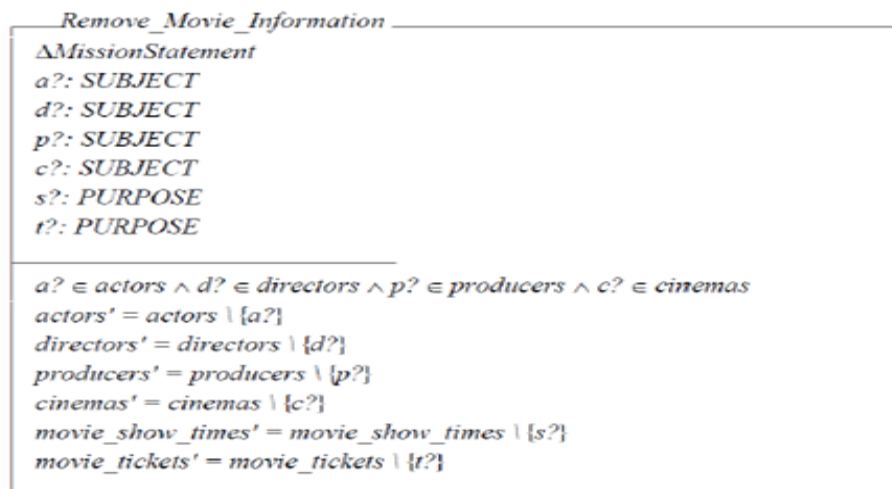 Remove_Movie_Information
ΔMissionStatement
a?: SUBJECT
d?: SUBJECT
p?: SUBJECT
c?: SUBJECT
s?: PURPOSE
t?: PURPOSE
a? ∈ actors ∧ d? ∈ directors ∧ p? ∈ producers ∧ c? ∈ cinemas
actors' = actors \ {a?}
directors' = directors \ {d?}
producers' = producers \ {p?}
cinemas' = cinemas \ {c?}
movie_show_times' = movie_show_times \ {s?}
movie_tickets' = movie_tickets \ {t?}